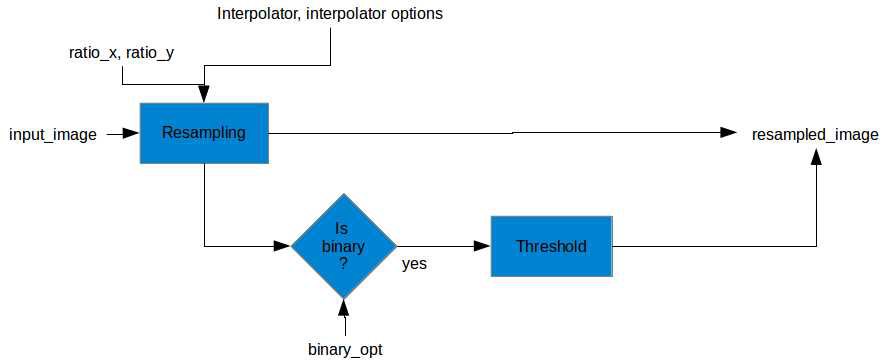 Interpolator, interpolator options
ratio_x, ratio_y
input_image
Resampling
resampled_image
Is
binary
?
yes
Threshold
binary_opt